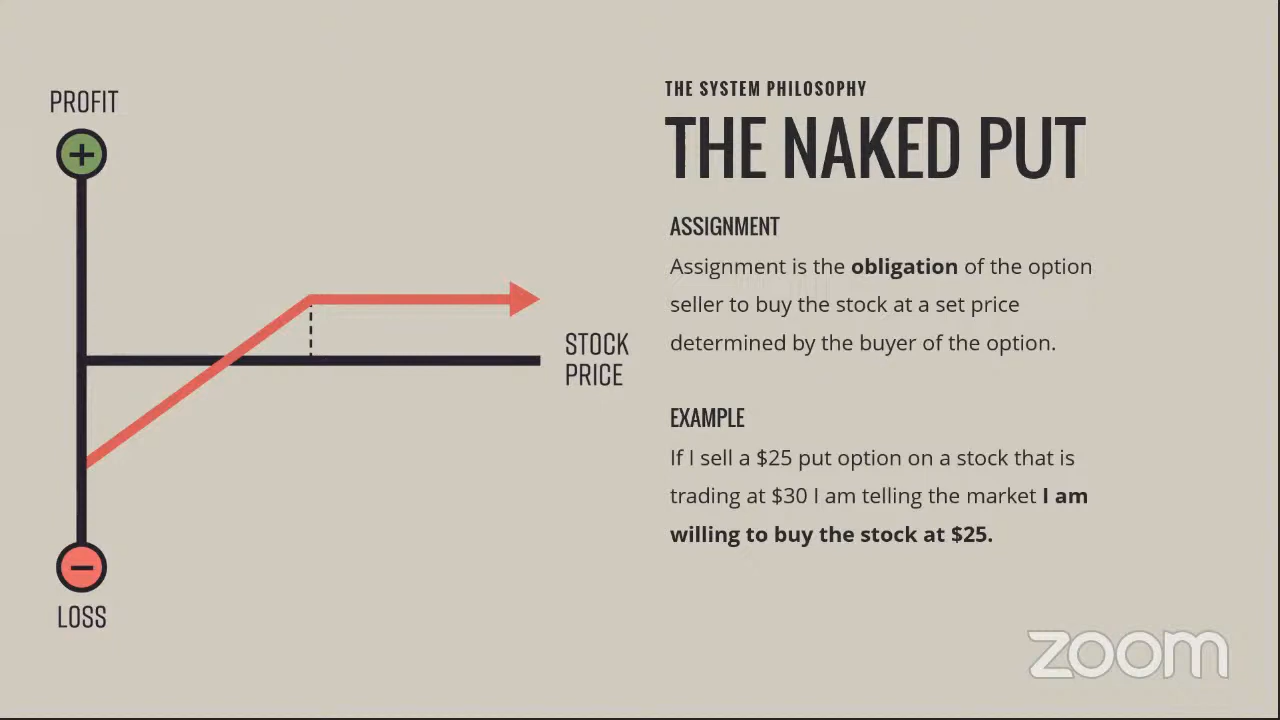 PROFIT
STOCK
PRICE
LOSS
THE SYSTEM PHILOSOPHY
THE NAKED PUT
ASSIGNMENT
Assignment is the obligation of the option
seller to buy the stock at a set price
determined by the buyer of the option.
EXAMPLE
If I sell a $25 put option on a stock that is
trading at $30 I am telling the market I am
willing to buy the stock at $25.
zoom